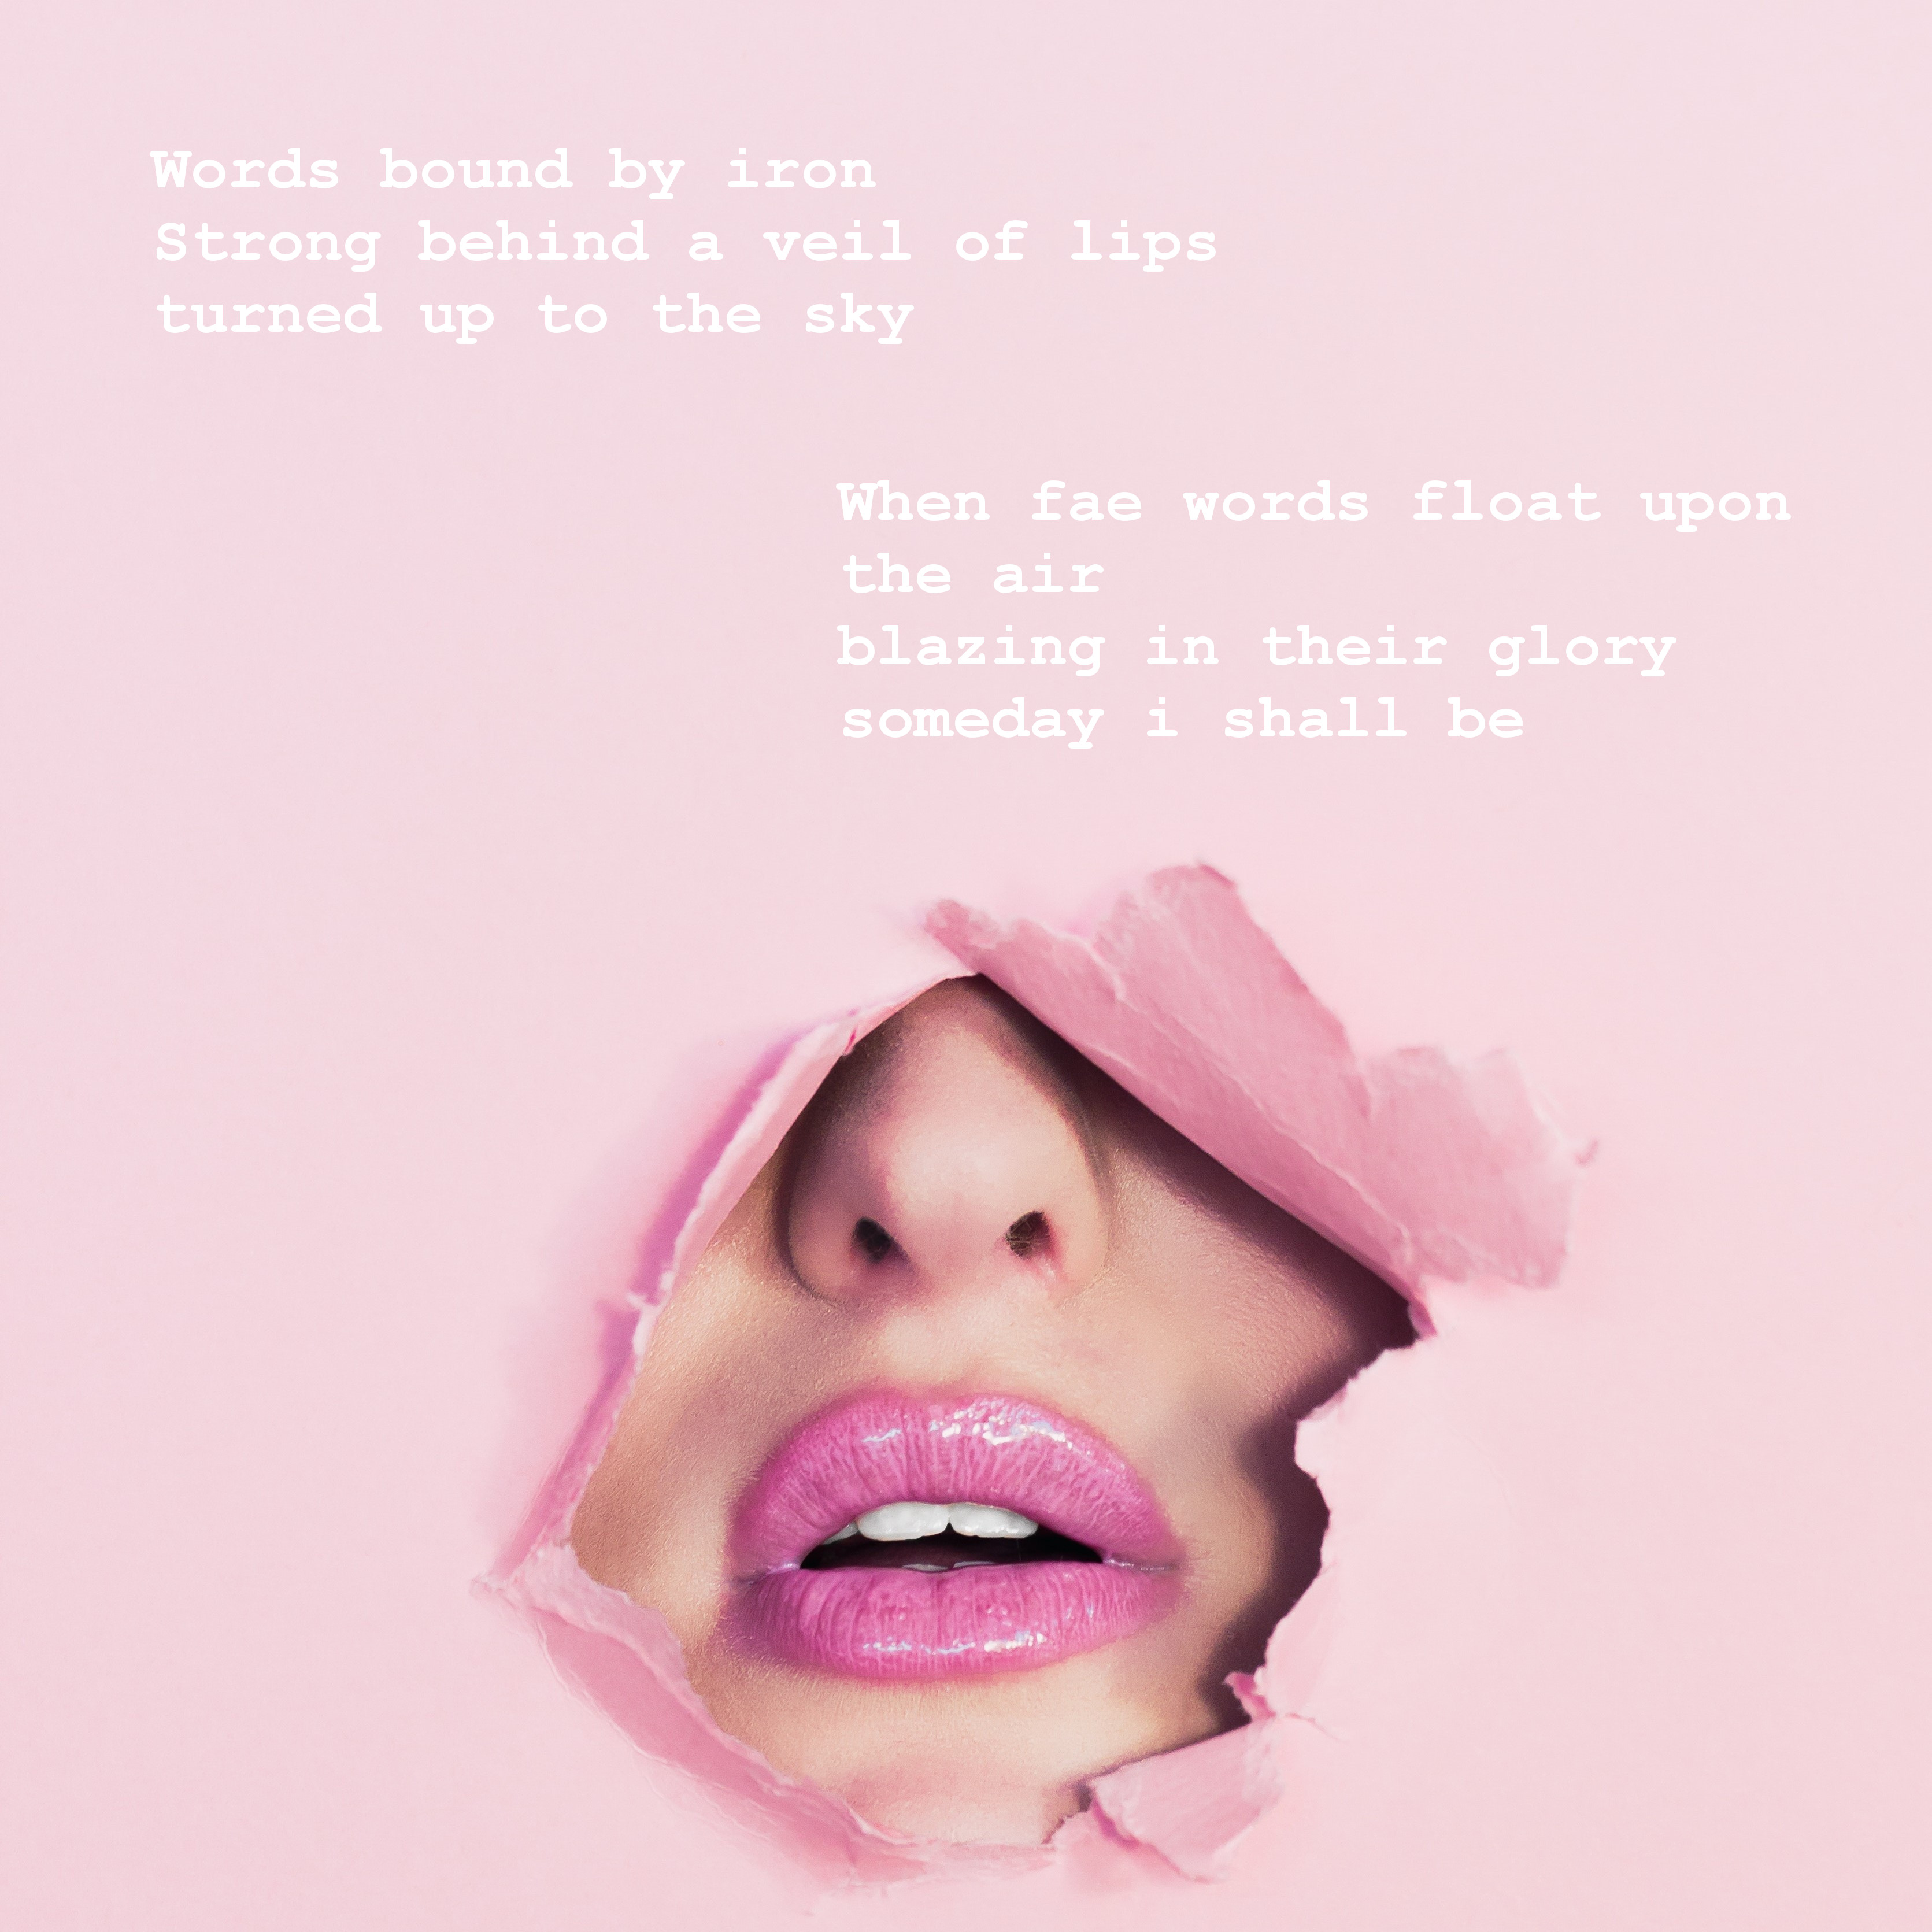 Words bound by iron
Strong behind a veil of lips
turned up to the sky
When fae words float upon
the air
blazing in their glory
someday i shall be